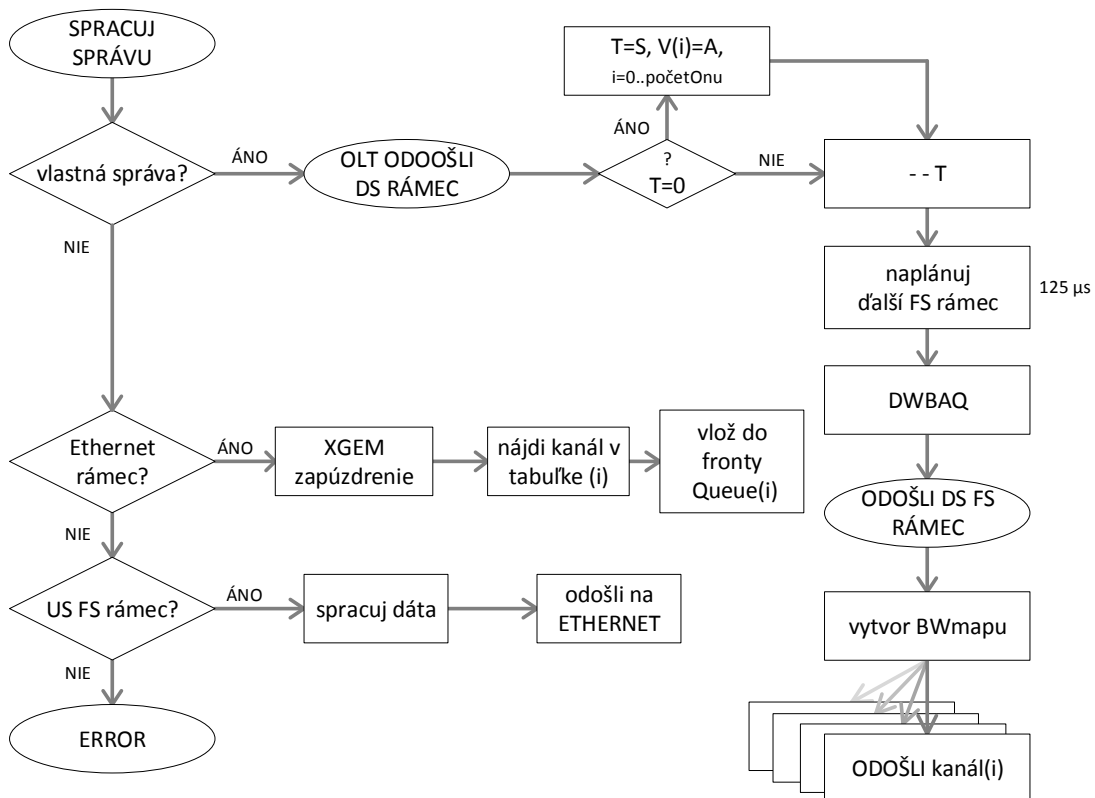 SPRACUJ
SPRÁVU
vlastná správa?
ÁNO
NIE
OLT ODOOŠLI
DS RÁMEC
?
T=0
ÁNO
NIE
T=S, V(i)=A,
i=0..početOnu
- - T
naplánuj
ďalší FS rámec
125 µs
DWBAQ
ODOŠLI DS FS
RÁMEC
vytvor BWmapu
ODOŠLI kanál(i)
Ethernet
rámec?
ÁNO
NIE
XGEM
zapúzdrenie
nájdi kanál v
tabuľke (i)
vlož do
fronty
Queue(i)
US FS rámec?
ÁNO
NIE
spracuj dáta
odošli na
ETHERNET
ERROR